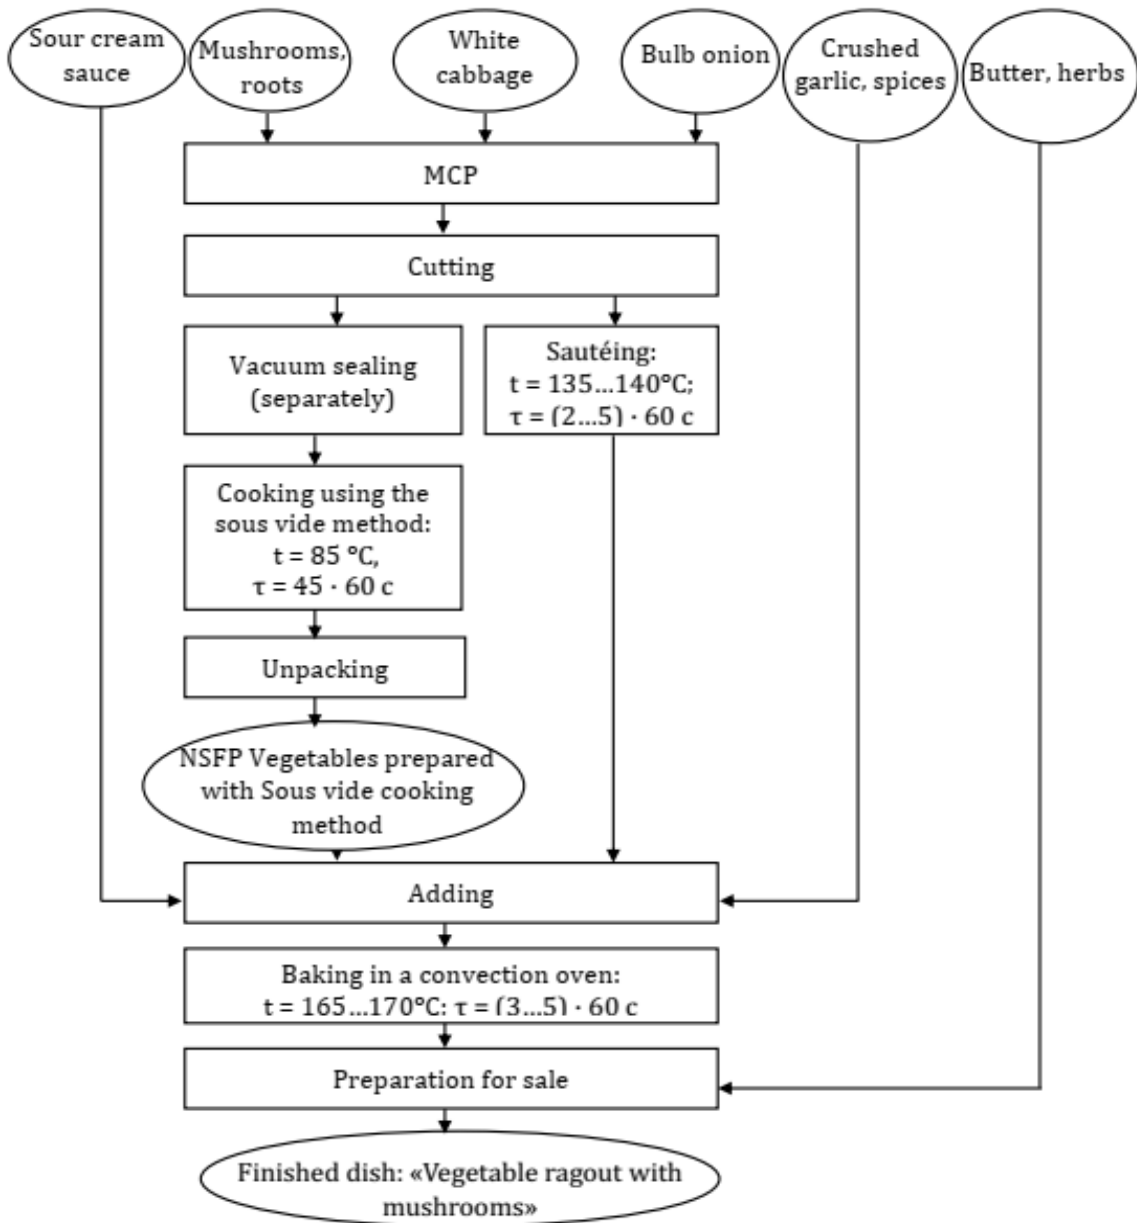 Sour cream
sauce
Mushrooms,
roots
White
cabbage
Bulb onion
Crushed
garlic, spices
Butter, herbs
MCP
Cutting
Vacuum sealing
(separately)
Sautéing:
t = 135...140°C;
τ = (2...5) · 60 c
Cooking using the
sous vide method:
t = 85 °C,
τ = 45 · 60 c
Unpacking
NSFP Vegetables prepared
with Sous vide cooking
method
Adding
Baking in a convection oven:
t = 165...170°C; τ = (3...5) · 60 c
Preparation for sale
Finished dish: «Vegetable ragout with
mushrooms»